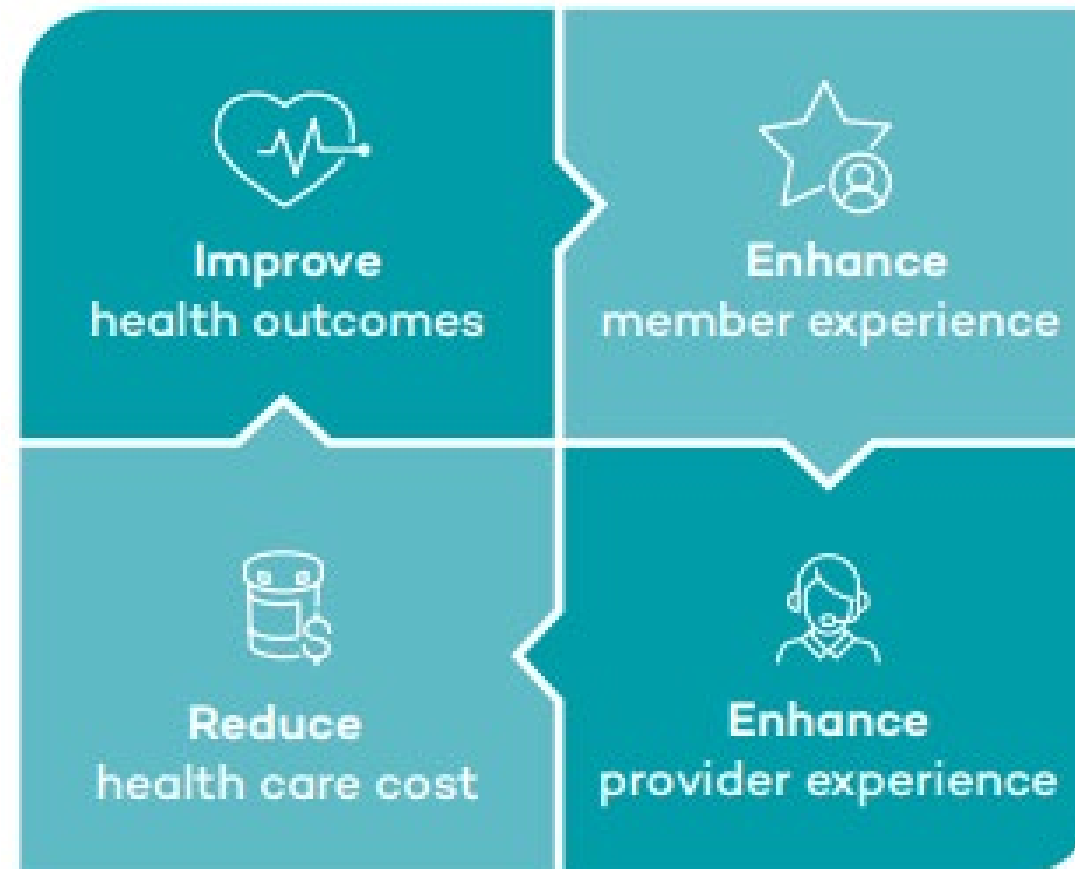 Improve
health outcomes
Enhance
member experience
Reduce
health care cost
Enhance
provider experience